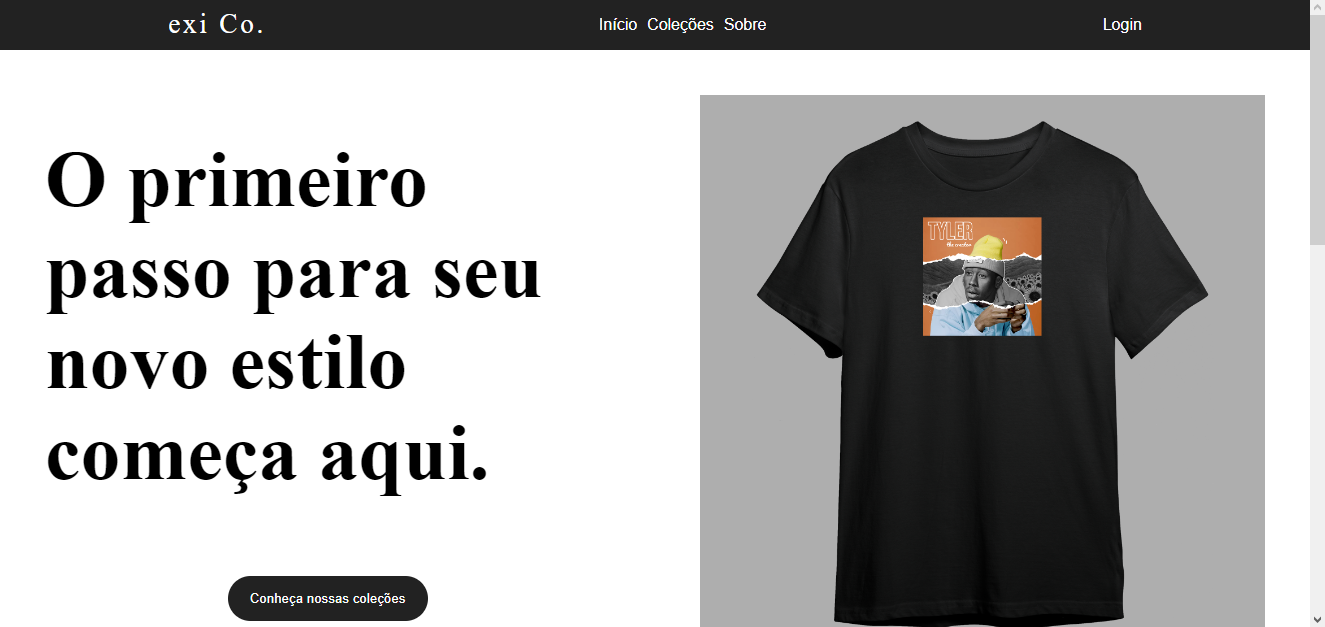 exi Co.
Início Coleções Sobre
Login
O primeiro
passo para seu
novo estilo
começa aqui.
Conheça nossas coleções
TYLER
the creator